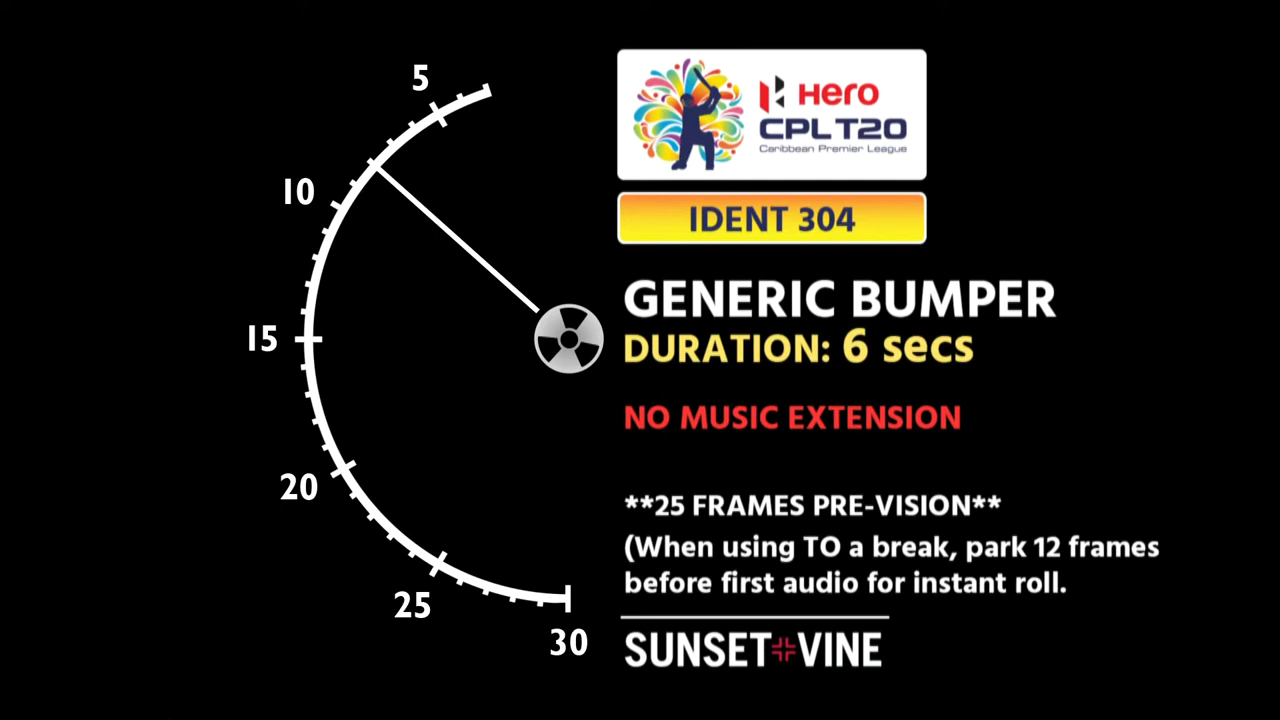 5
10
15
20
25
30
Hero
CPLT20
Caribbean Premier League
IDENT 304
GENERIC BUMPER
DURATION: 6 secs
NO MUSIC EXTENSION
**25 FRAMES PRE-VISION**
(When using TO a break, park 12 frames
before first audio for instant roll.
SUNSET+VINE